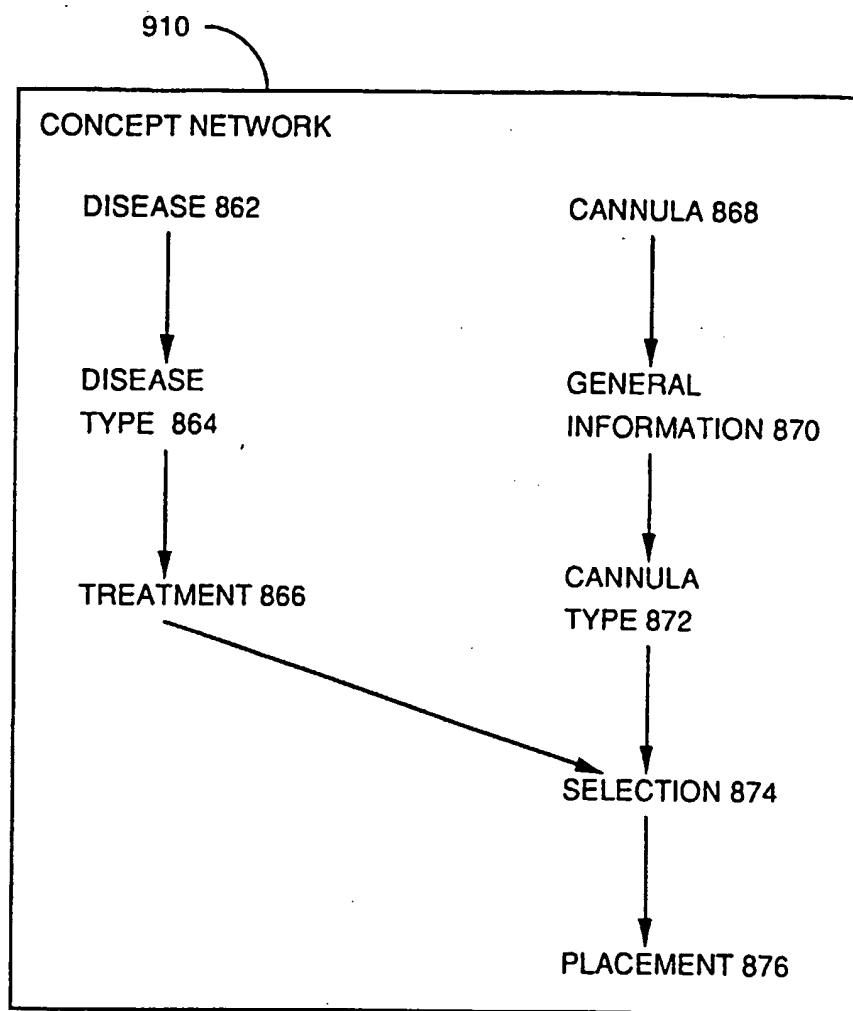 910
CONCEPT NETWORK
DISEASE 862
CANNULA 868
DISEASE
TYPE 864
GENERAL
INFORMATION 870
TREATMENT 866
CANNULA
TYPE 872
SELECTION 874
PLACEMENT 876